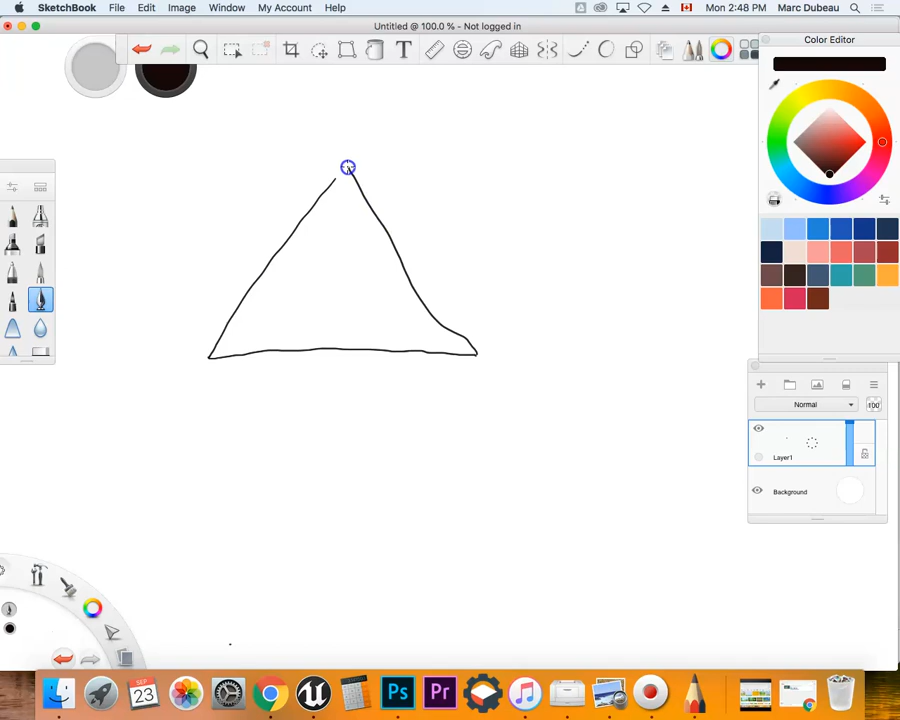 SketchBook File Edit Image Window My Account Help Mon 2:48 PM Marc Dubeau
Untitled @ 100.0 % - Not logged in
T
Color Editor
Normal 100
Layer1
Background
SEP
23
Ps Pr